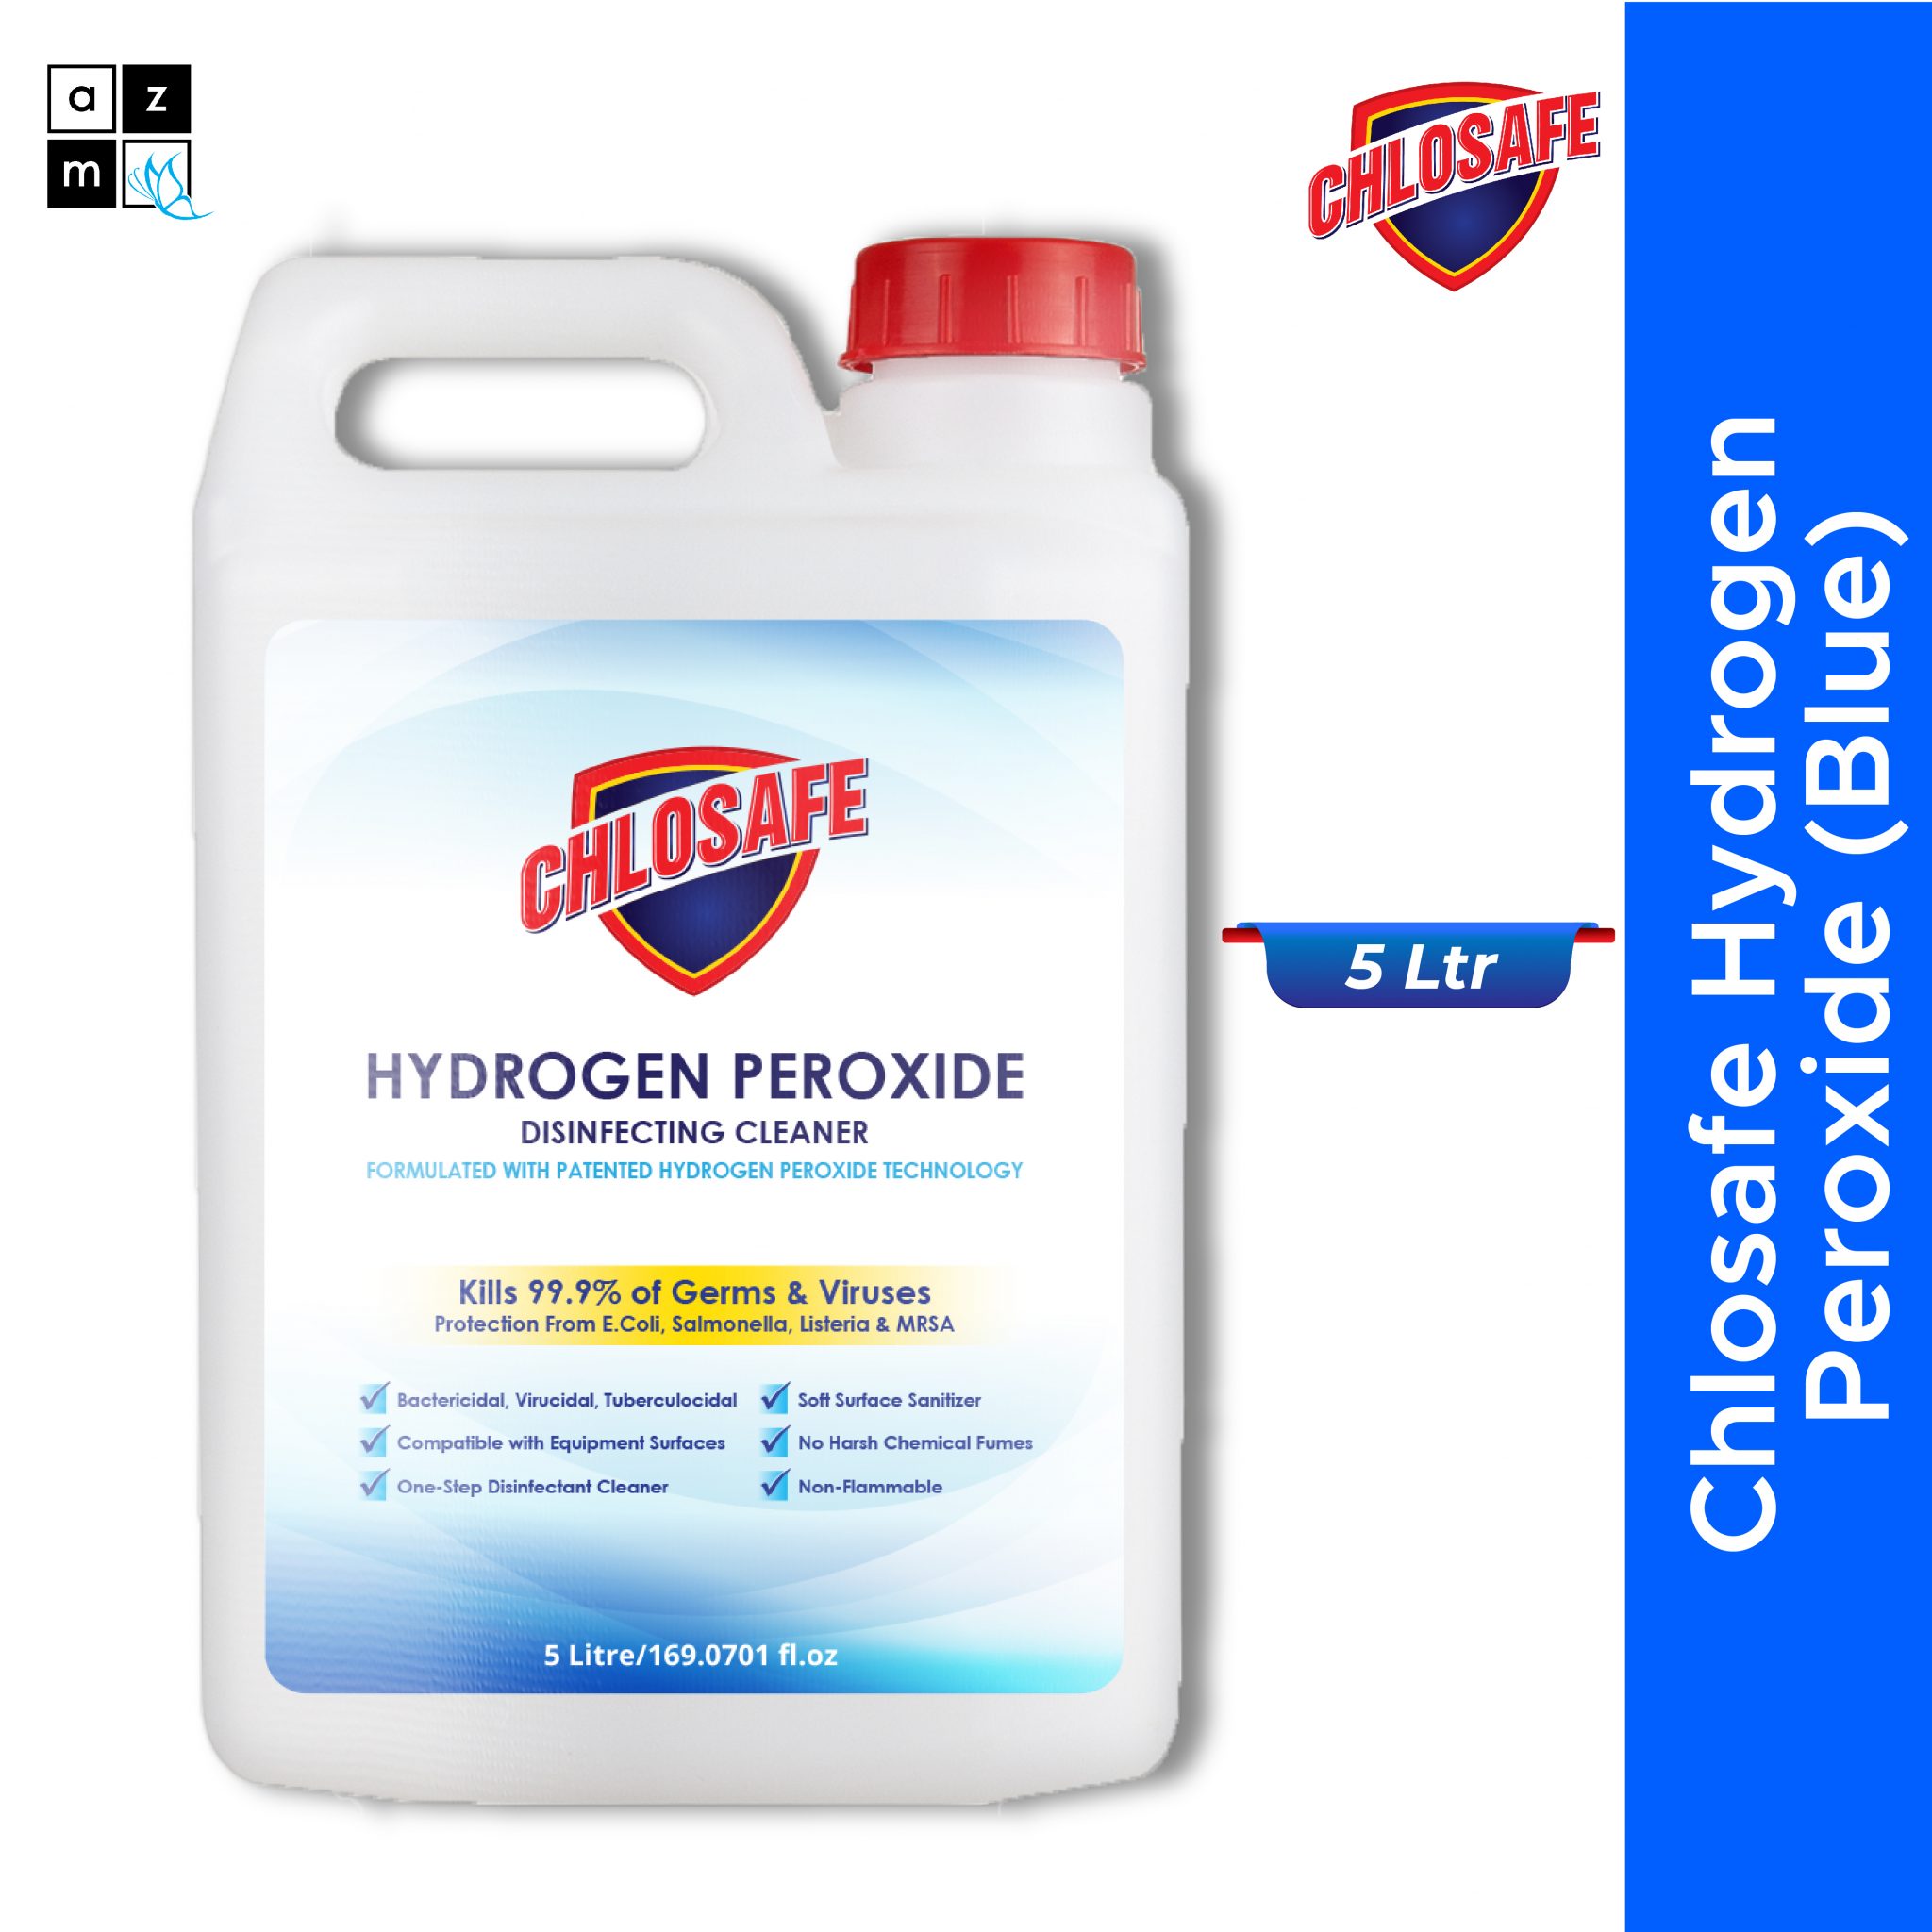 a z
m
CHLOSAFE
CHLOSAFE
HYDROGEN PEROXIDE
DISINFECTING CLEANER
FORMULATED WITH PATENTED HYDROGEN PEROXIDE TECHNOLOGY
Kills 99.9% of Germs & Viruses
Protection From E.Coli, Salmonella, Listeria & MRSA
Bactericidal, Virucidal, Tuberculocidal
Compatible with Equipment Surfaces
One-Step Disinfectant Cleaner
Soft Surface Sanitizer
No Harsh Chemical Fumes
Non-Flammable
5 Litre/169.0701 fl.oz
5 Ltr
Chlosafe Hydrogen
Peroxide (Blue)